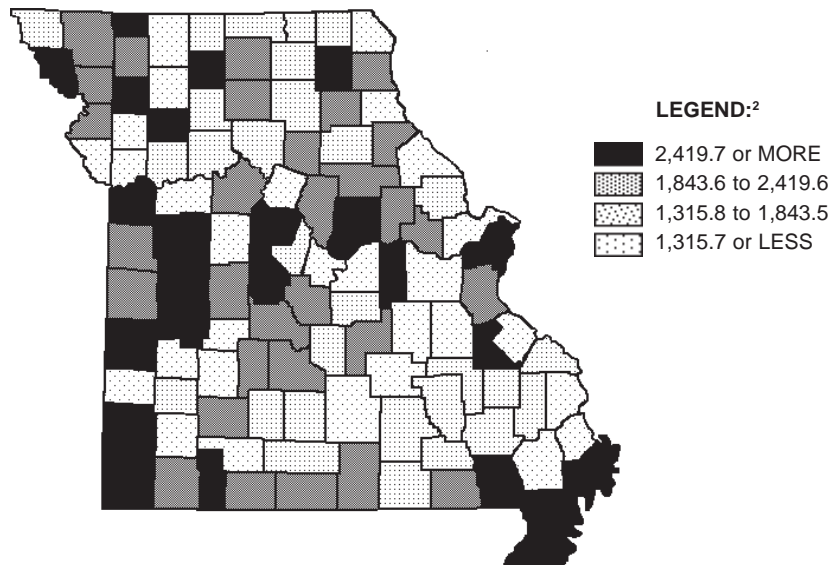 LEGEND:²
2,419.7 or MORE
1,843.6 to 2,419.6
1,315.8 to 1,843.5
1,315.7 or LESS